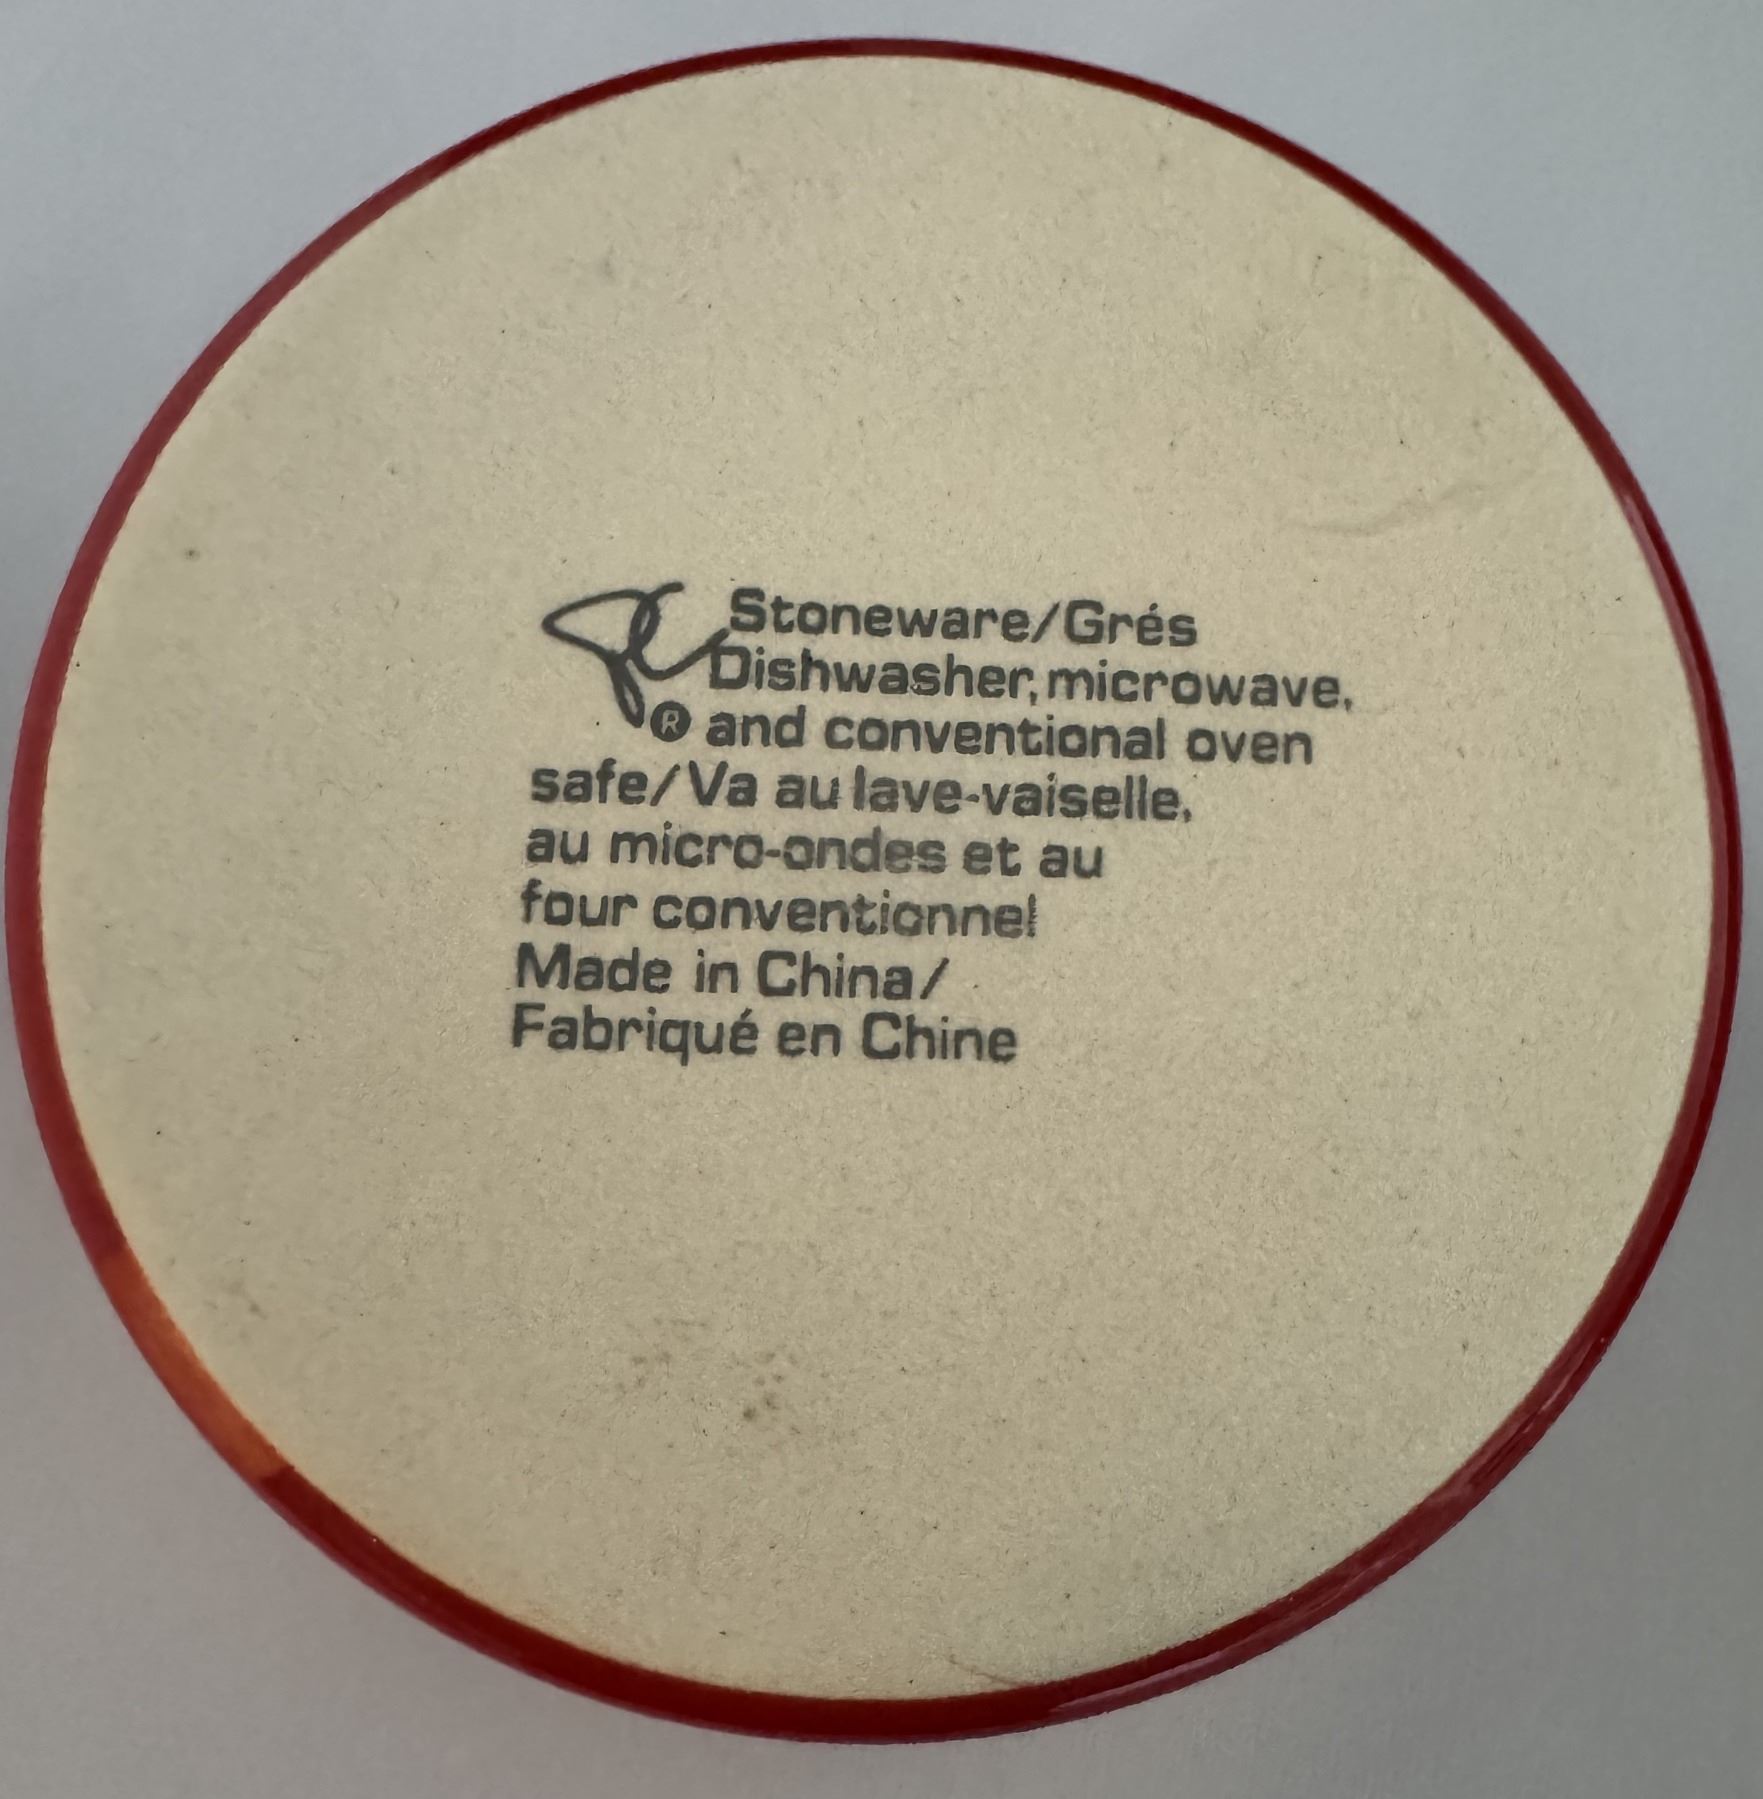 Stoneware/Grés
Dishwasher, microwave,
® and conventional oven
safe/Va au lave-vaiselle,
au micro-ondes et au
four conventionnel
Made in China/
Fabriqué en Chine